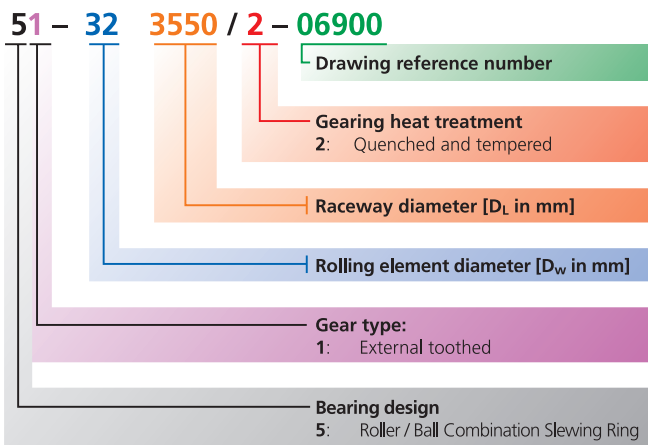 51 – 32 3550 / 2 – 06900
Drawing reference number
Gearing heat treatment
2: Quenched and tempered
Raceway diameter [DL in mm]
Rolling element diameter [Dw in mm]
Gear type:
1: External toothed
Bearing design
5: Roller / Ball Combination Slewing Ring